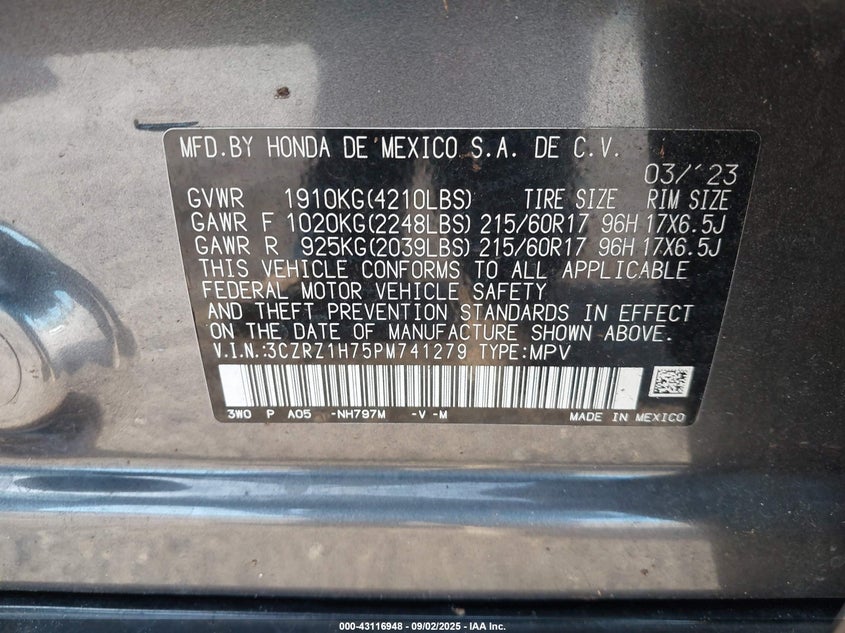 MFD.BY HONDA DE MEXICO S.A. DE C.V.
03/'23
GVWR 1910KG(4210LBS) TIRE SIZE RIM SIZE
GAWR F 1020KG(2248LBS) 215/60R17 96H 17X6.5J
GAWR R 925KG(2039LBS) 215/60R17 96H 17X6.5J
THIS VEHICLE CONFORMS TO ALL APPLICABLE
FEDERAL MOTOR VEHICLE SAFETY
AND THEFT PREVENTION STANDARDS IN EFFECT
ON THE DATE OF MANUFACTURE SHOWN ABOVE.
V.I.N.:3CZRZ1H75PM741279 TYPE:MPV
3W0 P A05 -NH797M -V -M MADE IN MEXICO
000-43116948 - 09/02/2025 - IAA Inc.